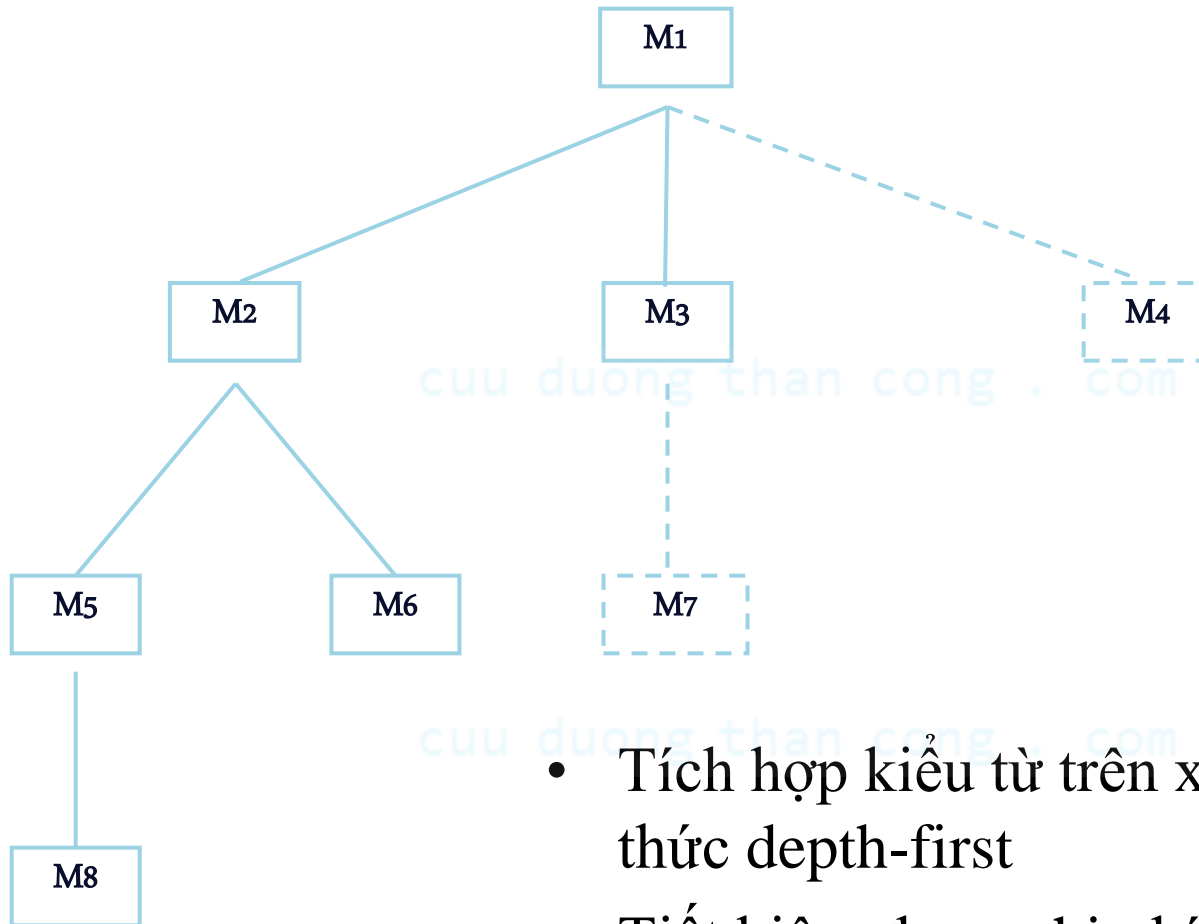 M1
M2
M3
M4
cuu duong than cong . com
M5
M6
M7
cuu duong than cong . com
• Tích hợp kiểu từ trên
thức depth-first
M8